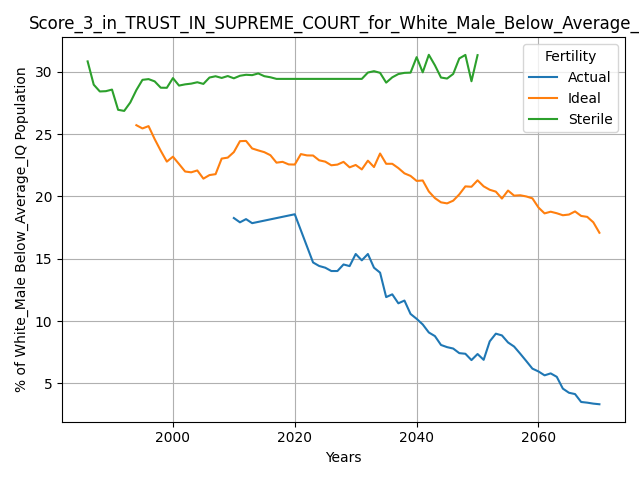 Score_3_in_TRUST_IN_SUPREME_COURT_for_White_Male_Below_Average_
Fertility
Actual
Ideal
Sterile
% of White_Male Below_Average_IQ Population
30
25
20
15
10
5
2000
2020
2040
2060
Years